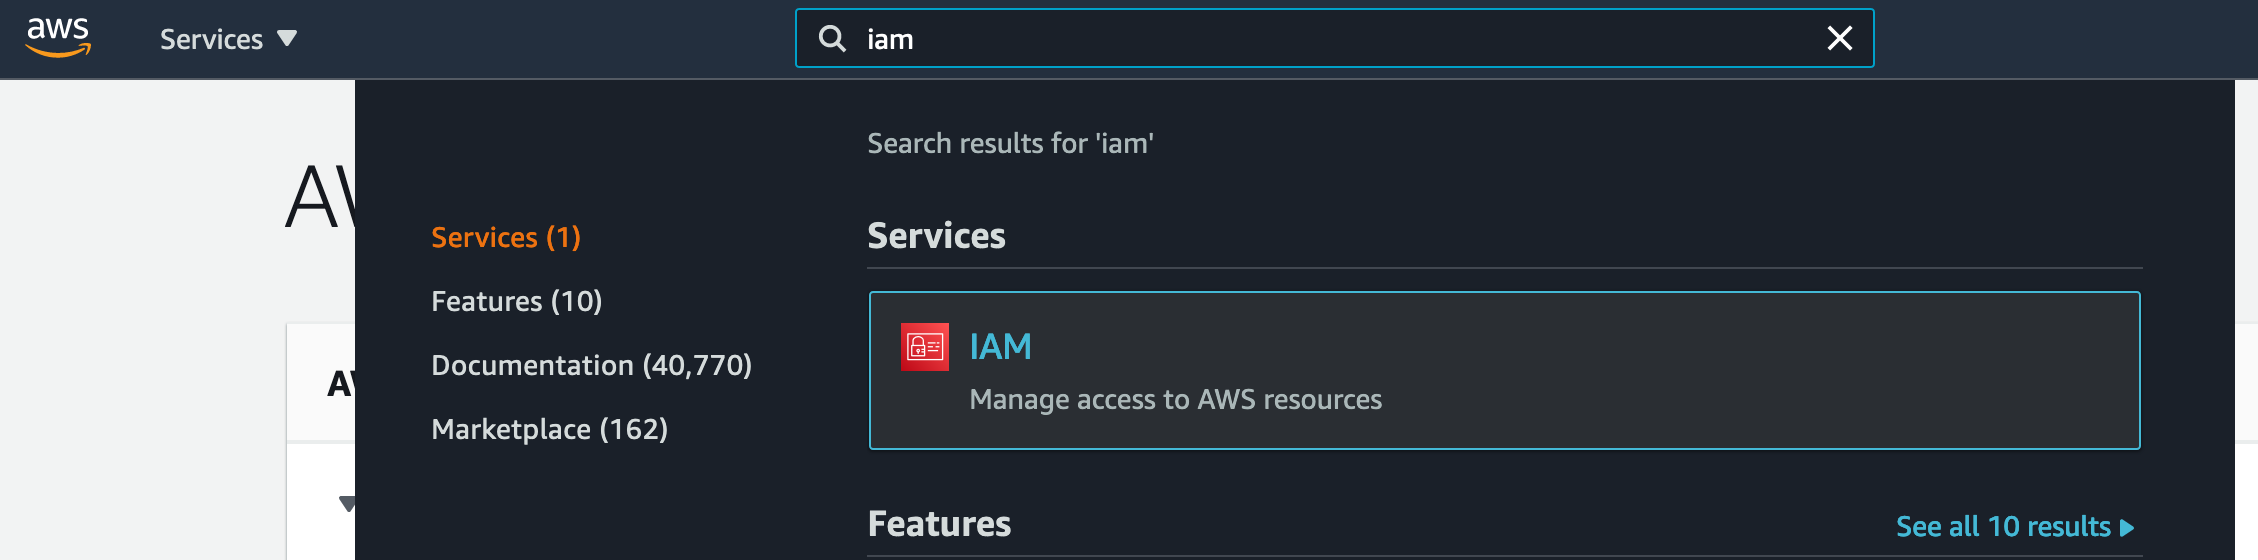 aws
Services
iam
Search results for 'iam'
Services (1)
Features (10)
Documentation (40,770)
Marketplace (162)
Services
IAM
Manage access to AWS resources
Features
See all 10 results